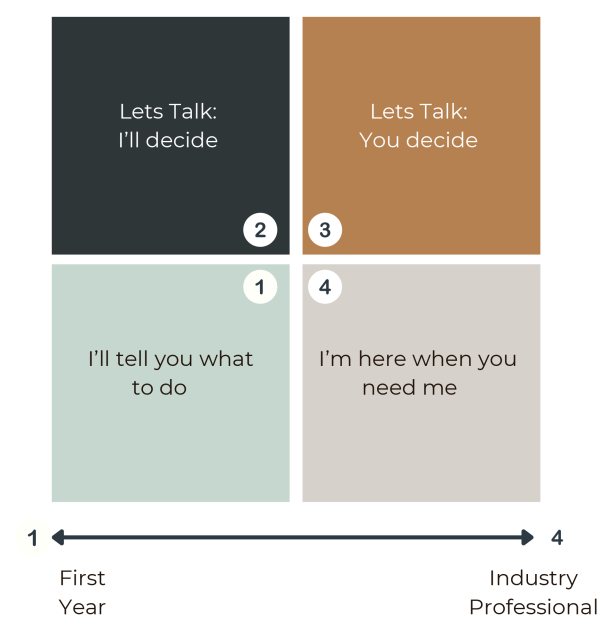 Lets Talk:
I'll decide
2
Lets Talk:
You decide
3
1
I'll tell you what
to do
4
I'm here when you
need me
1
4
First
Year
Industry
Professional